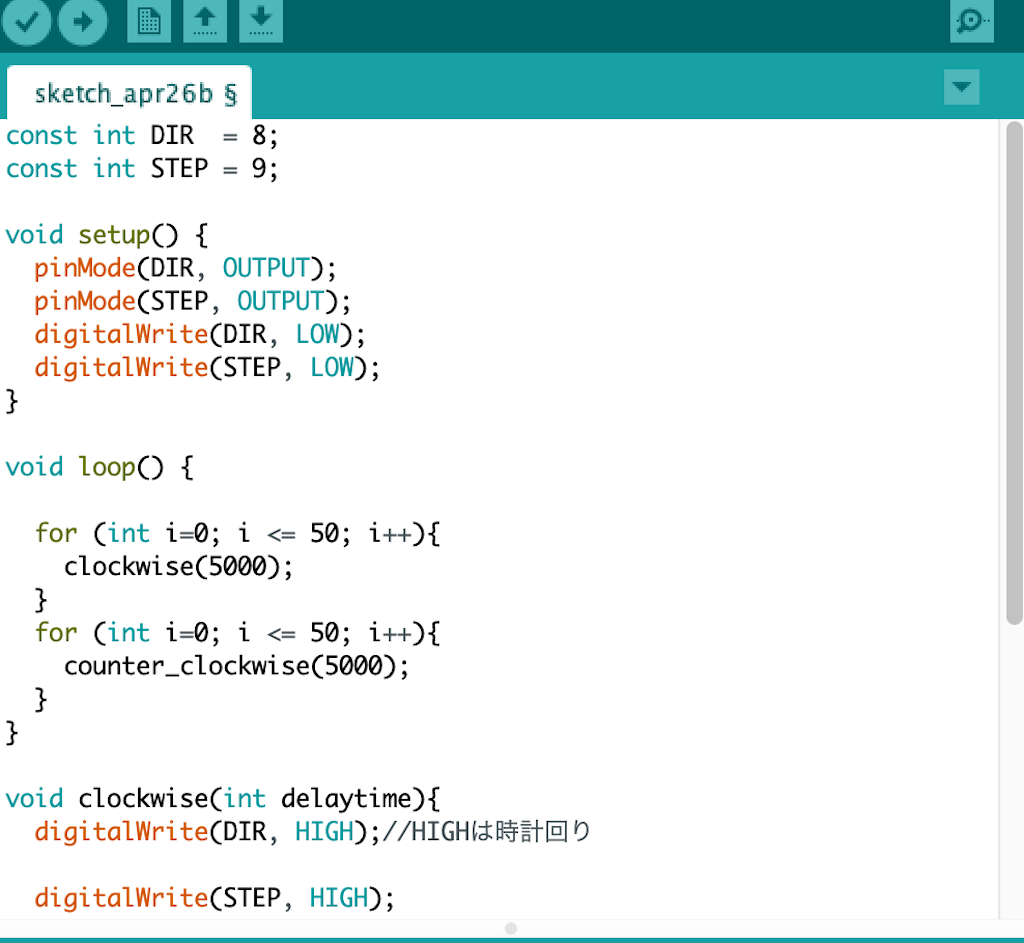 sketch_apr26b §
const int DIR  = 8;
const int STEP = 9;
void setup() {
  pinMode(DIR, OUTPUT);
  pinMode(STEP, OUTPUT);
  digitalWrite(DIR, LOW);
  digitalWrite(STEP, LOW);
}
void loop() {
  for (int i=0; i <= 50; i++){
    clockwise(5000);
  }
  for (int i=0; i <= 50; i++){
    counter_clockwise(5000);
  }
}
void clockwise(int delaytime){
  digitalWrite(DIR, HIGH);//HIGHは時計回り
  digitalWrite(STEP, HIGH);